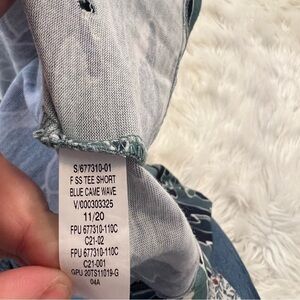 S/677310-01
F SS TEE SHORT
BLUE CAME WAVE
V/000303325
11/20
FPU 677310-110C
C21-02
FPU 677310-110C
C21-001
GPU 20TS11019-G
04A